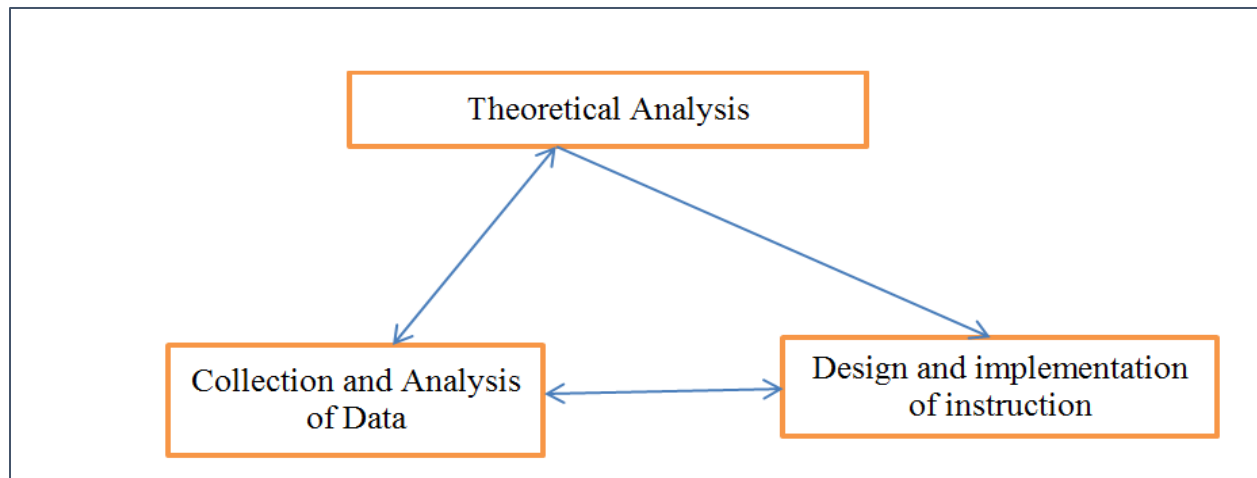 Theoretical Analysis
Collection and Analysis
of Data
Design and implementation
of instruction